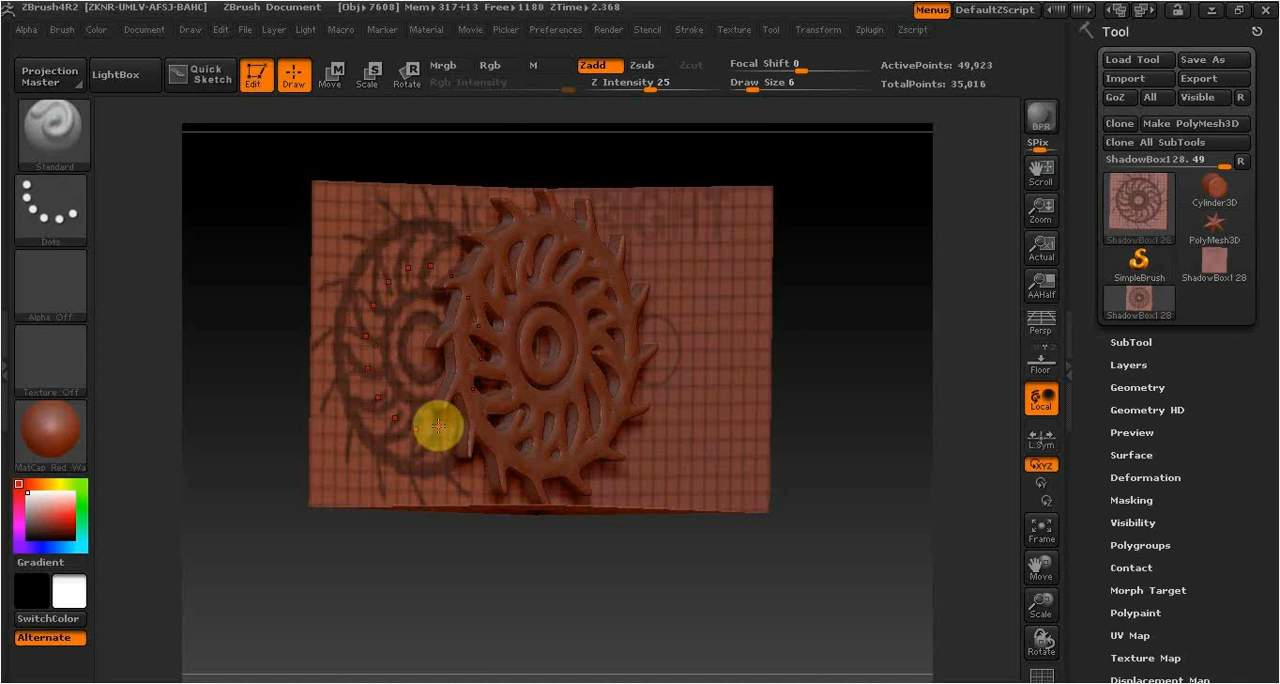 ZBrush4R2 [ZKNR-UMLV-AFSJ-BAHC] ZBrush Document [Obj▸7608] Mem▸317+13 Free▸1180 ZTime▸2.368 Menus DefaultZScript
Alpha Brush Color Document Draw Edit File Layer Light Macro Marker Material Movie Picker Preferences Render Stencil Stroke Texture Tool Transform Zplugin Zscript
Tool
Load Tool Save As
Import Export
GoZ All Visible R
Clone Make PolyMesh3D
Clone All SubTools
ShadowBox128. 49 R
Projection Master
LightBox
Quick Sketch
Edit Draw Move Scale Rotate
Mrgb Rgb M Zadd Zsub Zcut
Rgb Intensity Z Intensity 25
Focal Shift 0
Draw Size 6
ActivePoints: 49,923
TotalPoints: 35,016
Standard
Dots
Alpha Off
Texture Off
MatCap Red Wa
Gradient
SwitchColor
Alternate
BPR
SPix
Scroll
Zoom
Actual
AAHalf
Persp
Floor
Local
L.Sym
XYZ
Y
Z
Frame
Move
Scale
Rotate
ShadowBox128
Cylinder3D
PolyMesh3D
SimpleBrush
ShadowBox128
ShadowBox128
SubTool
Layers
Geometry
Geometry HD
Preview
Surface
Deformation
Masking
Visibility
Polygroups
Contact
Morph Target
Polypaint
UV Map
Texture Map
Displacement Map